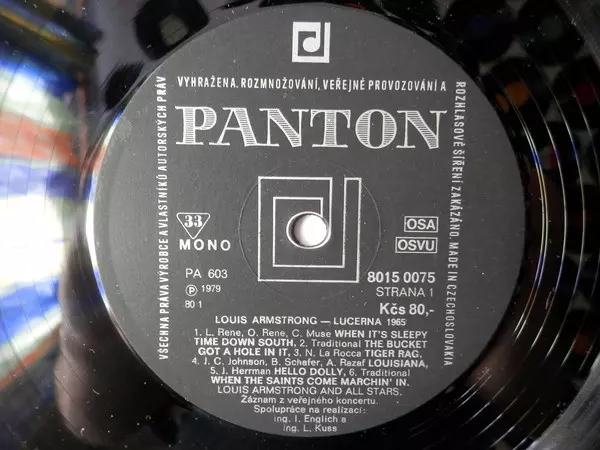 VYHRAŽENA. ROZMNOŽOVÁNÍ, VEŘEJNÉ PROVOZOVÁNÍ A
ROZHLASOVÉ ŠÍŘENÍ ZAKÁZÁNO. MADE IN CZECHOSLOVAKIA
VŠECHNA PRÁVA VÝROBCE A VLASTNÍKŮ AUTORSKÝCH PRÁV
PANTON
33
MONO
OSA
OSVU
PA 603
℗ 1979
80 1
8015 0075
STRANA 1
Kčs 80,-
LOUIS ARMSTRONG — LUCERNA 1965
1. L. Rene, O. Rene, C. Muse WHEN IT'S SLEEPY
TIME DOWN SOUTH, 2. Traditional THE BUCKET
GOT A HOLE IN IT, 3. N. La Rocca TIGER RAG,
4. J. C. Johnson, B. Schafer, A. Razaf LOUISIANA,
5. J. Herrman HELLO DOLLY, 6. Traditional
WHEN THE SAINTS COME MARCHIN' IN.
LOUIS ARMSTRONG AND ALL STARS.
Záznam z veřejného koncertu.
Spolupráce na realizaci:
ing. I. Englich a
ing. L. Kuss